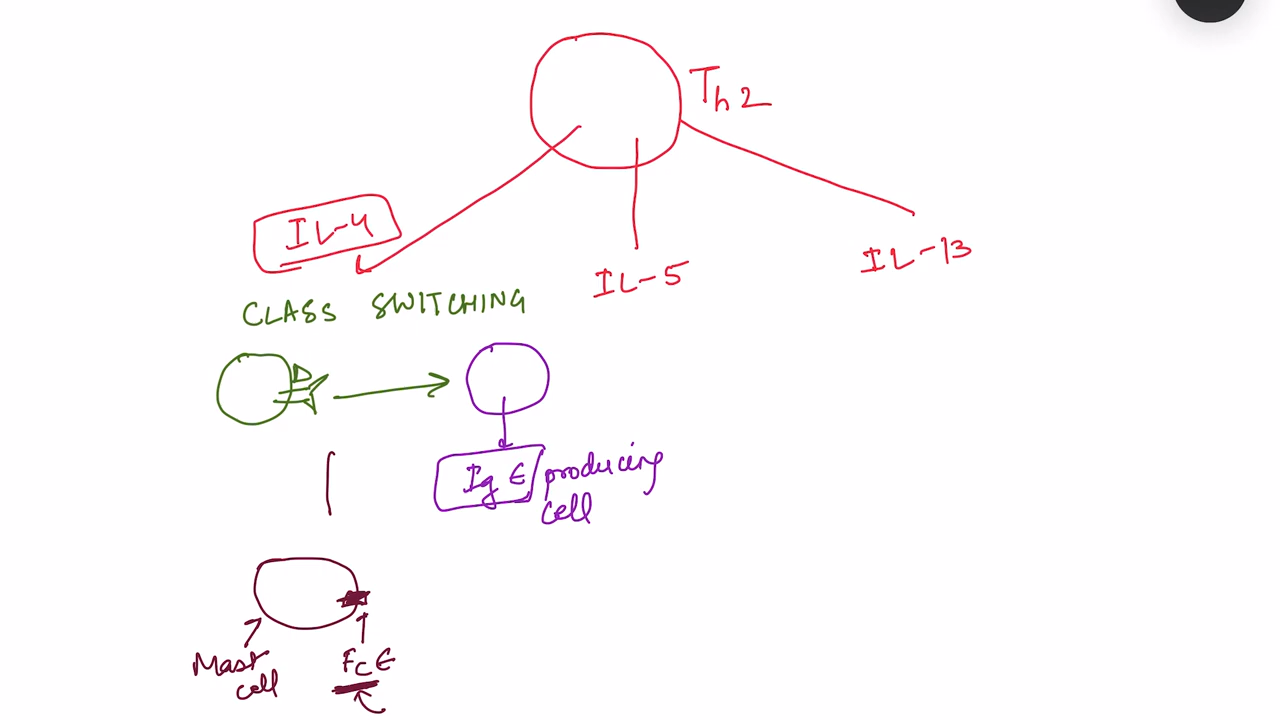 Th2
IL-4
IL-5
IL-13
CLASS SWITCHING
B
IgE producing
cell
Mast
cell
FcE